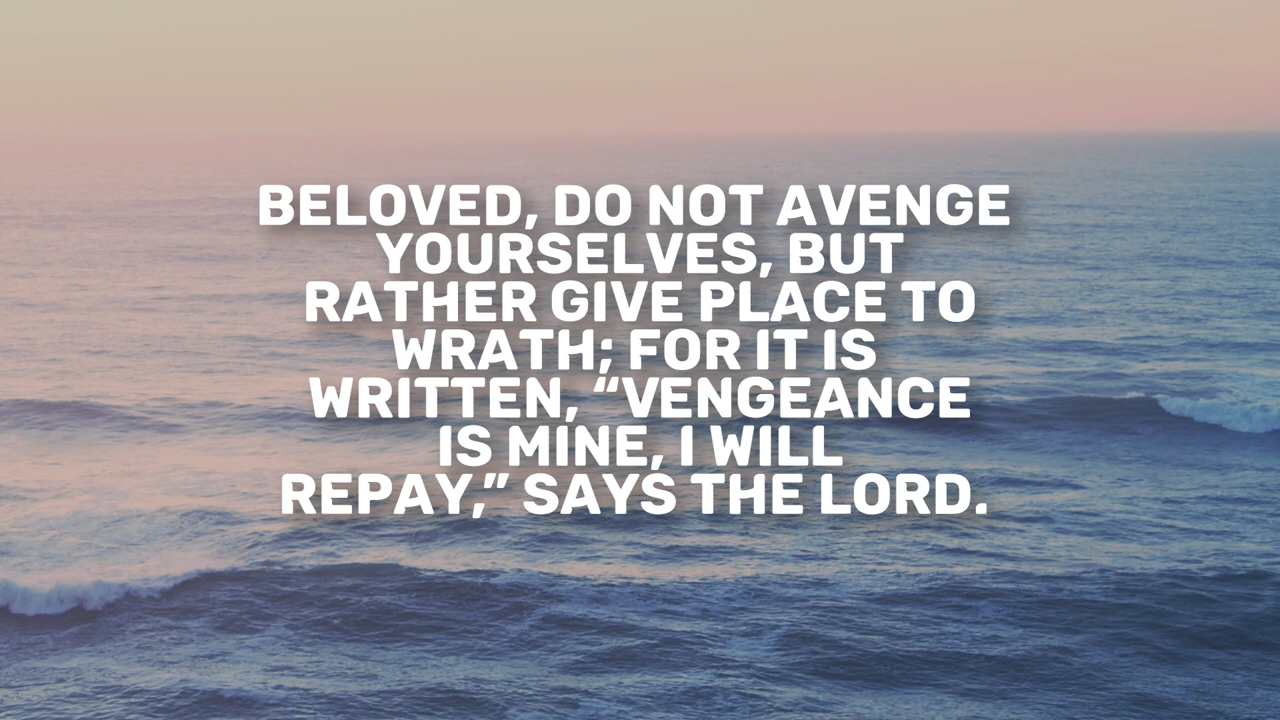 BELOVED, DO NOT AVENGE
YOURSELVES, BUT
RATHER GIVE PLACE TO
WRATH; FOR IT IS
WRITTEN, “VENGEANCE
IS MINE, I WILL
REPAY,” SAYS THE LORD.